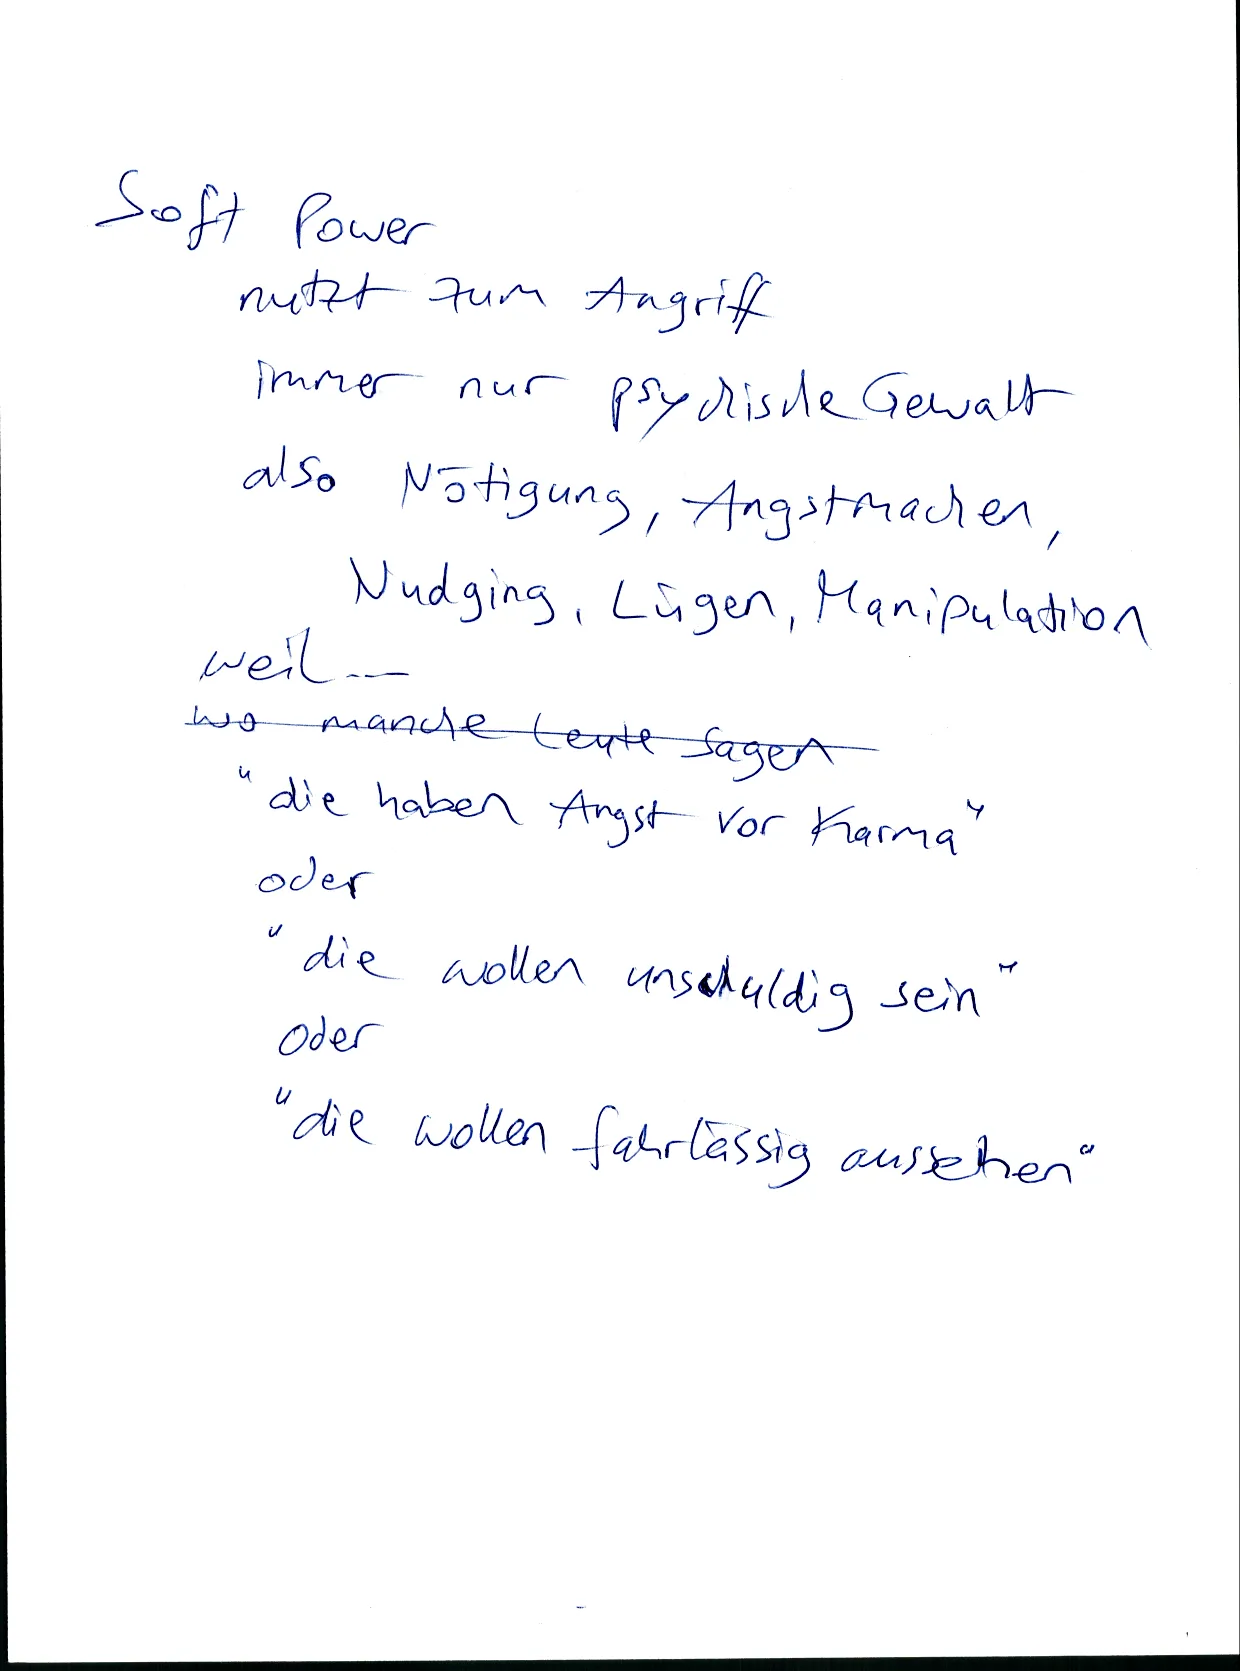 Soft Power
nutzt zum Angriff
immer nur psychische Gewalt
also Nötigung, Angstmachen,
Nudging, Lügen, Manipulation
weil...
wo manche Leute sagen
"die haben Angst vor Karma"
oder
"die wollen unschuldig sein"
oder
"die wollen fahrlässig aussehen"